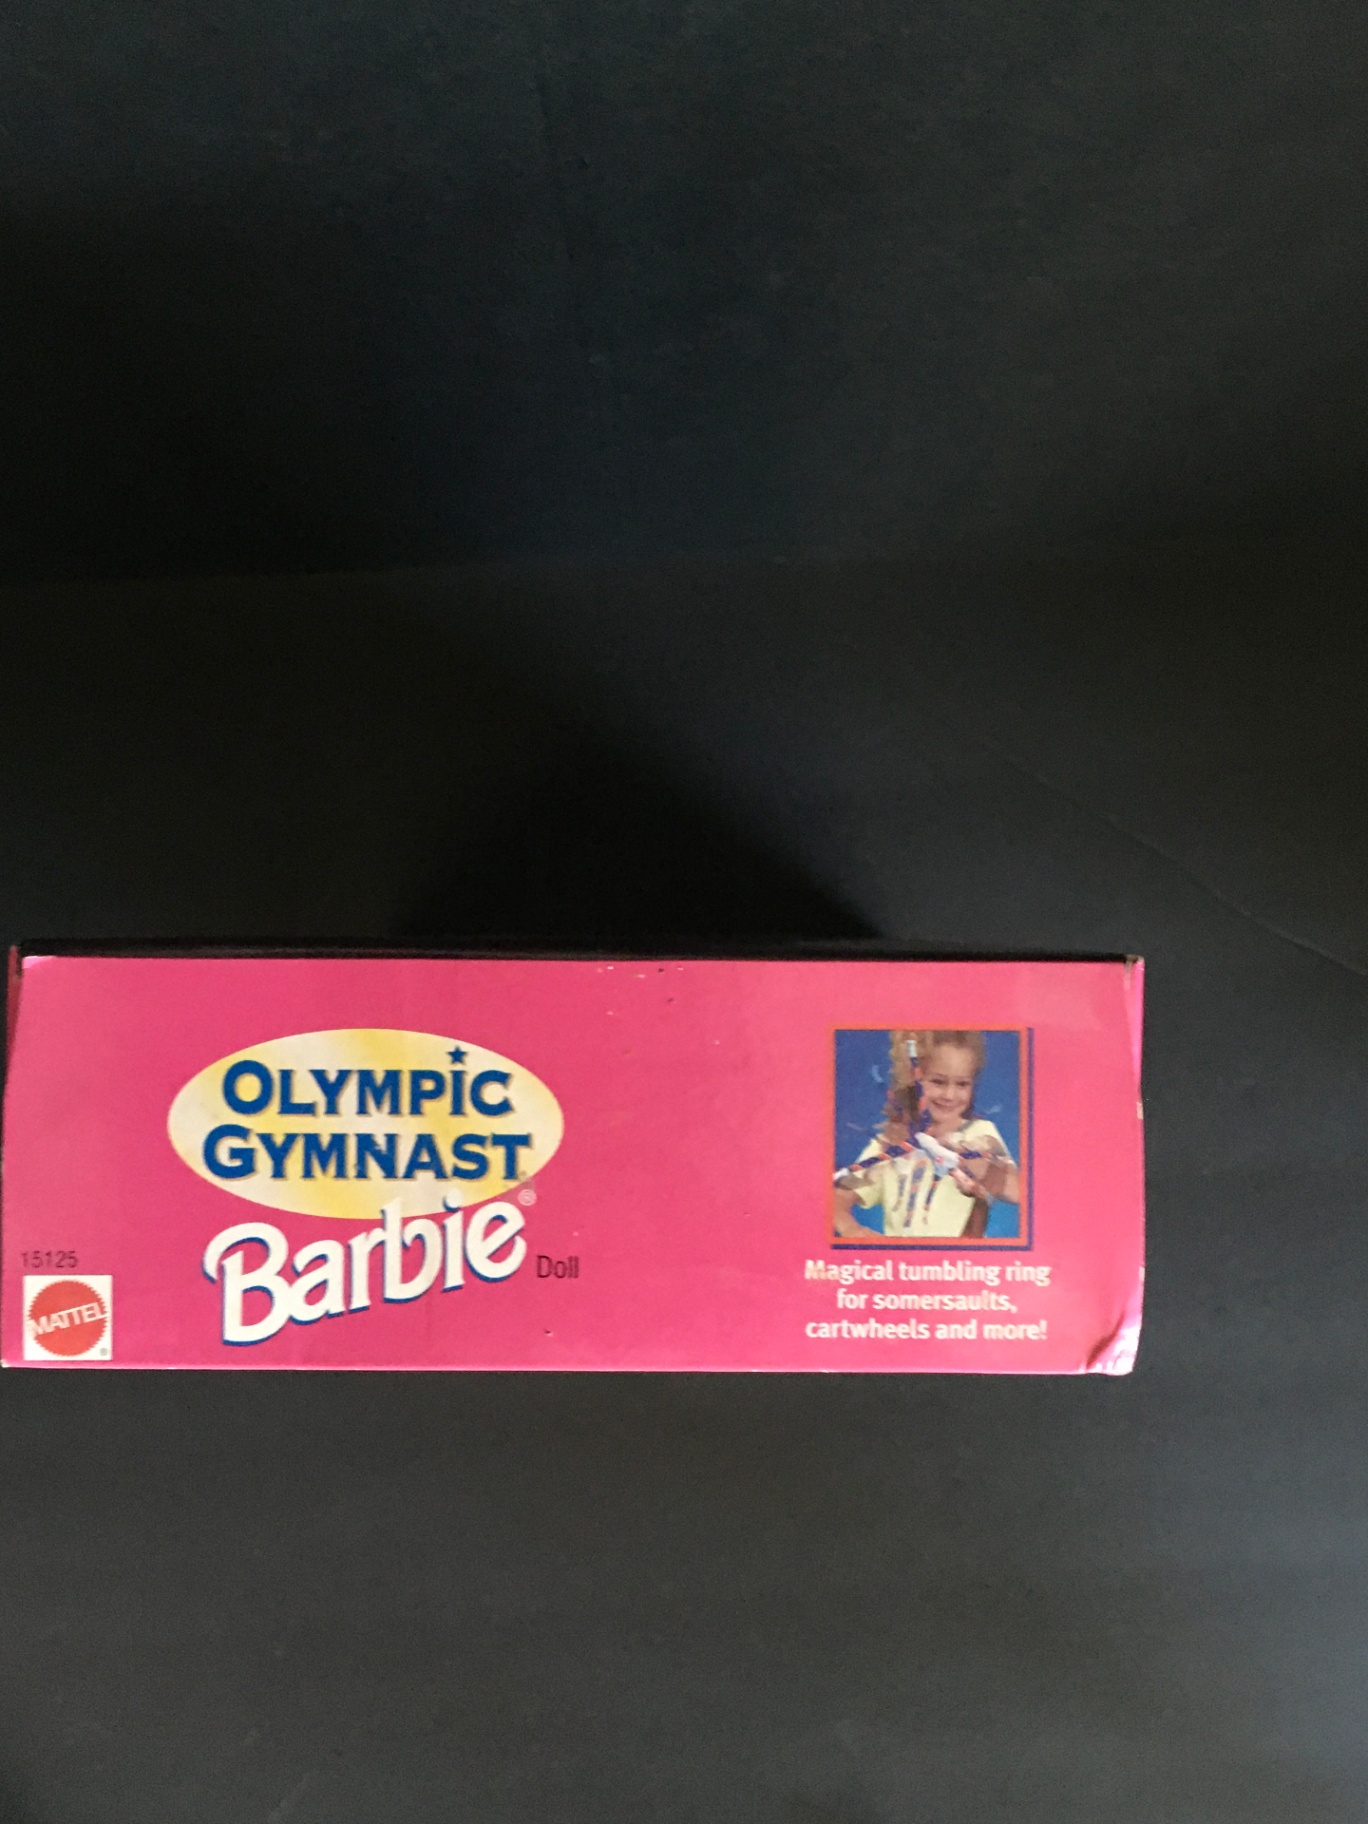 OLYMPIC
GYMNAST
Barbie®
Doll
15125
MATTEL
®
Magical tumbling ring
for somersaults,
cartwheels and more!